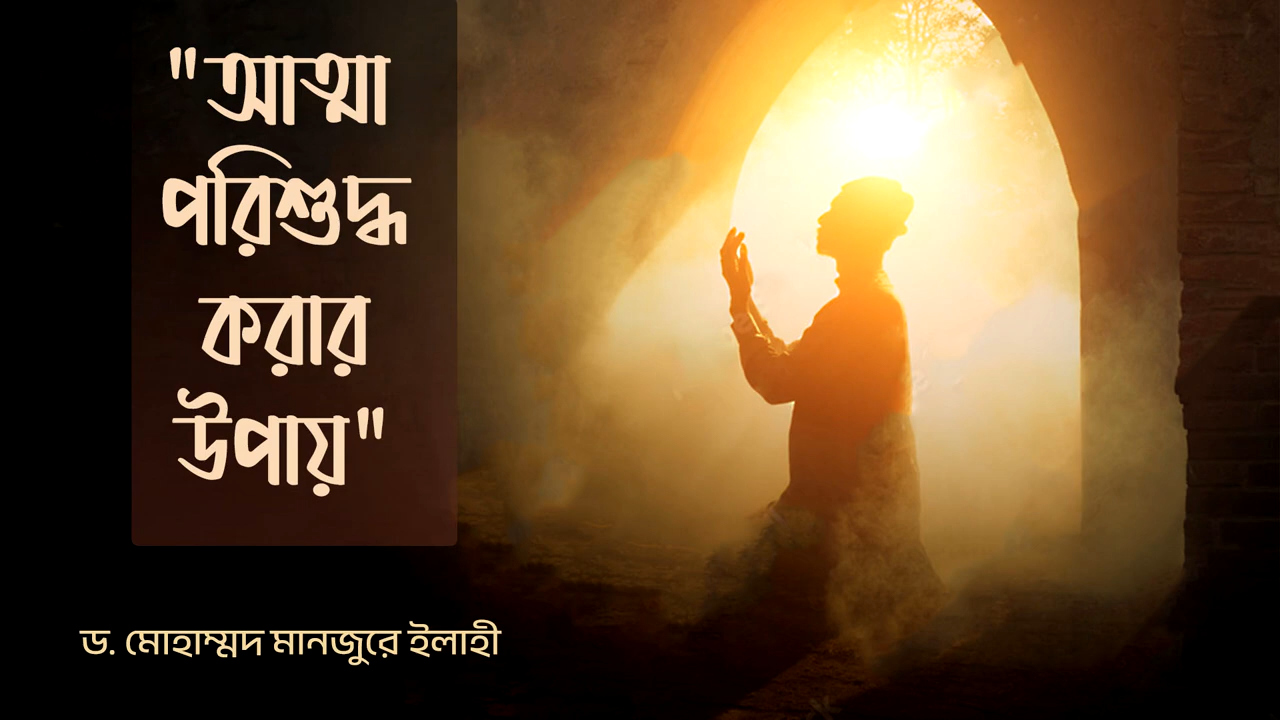 "আত্মা
পরিশুদ্ধ
করার
উপায়"
ড. মোহাম্মদ মানজুরে ইলাহী